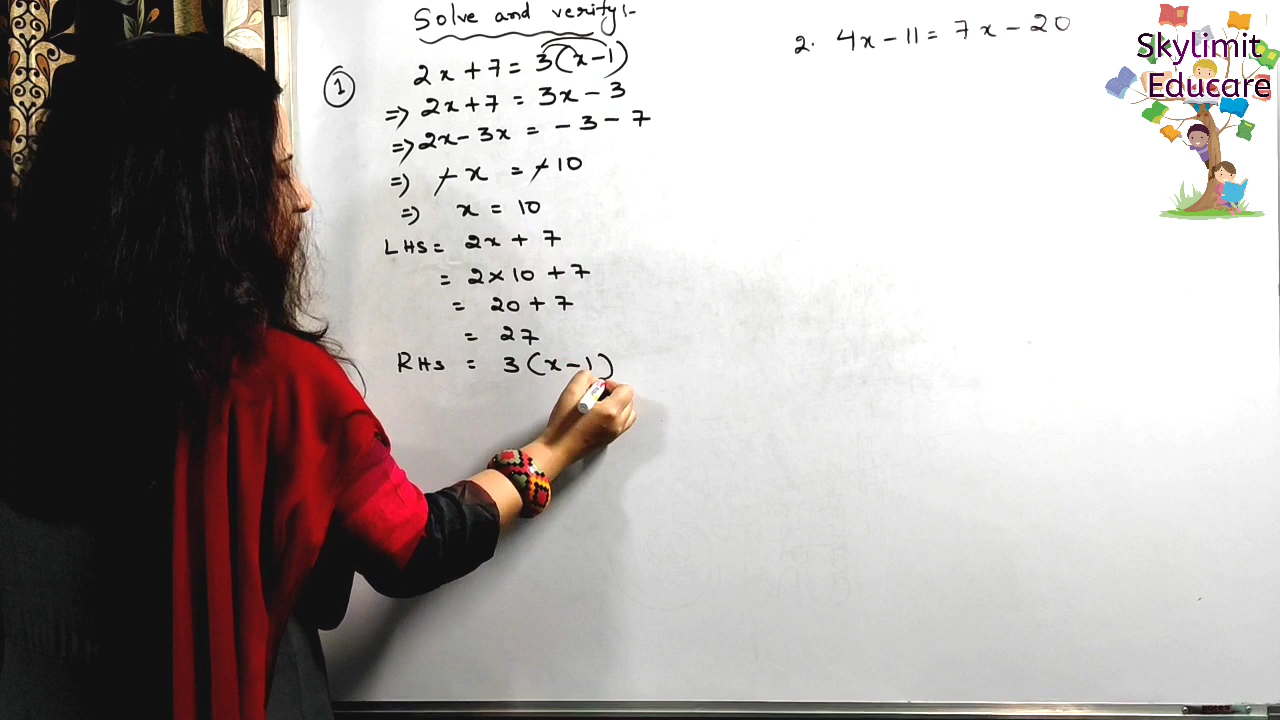 Solve and verify:-
① 2x + 7 = 3(x-1)
=> 2x+7 = 3x - 3
=> 2x - 3x = -3 - 7
=> -x = -10
=> x = 10
LHS = 2x + 7
= 2×10 + 7
= 20 + 7
= 27
RHS = 3(x-1)
2. 4x - 11 = 7x - 20
Skylimit
Educare